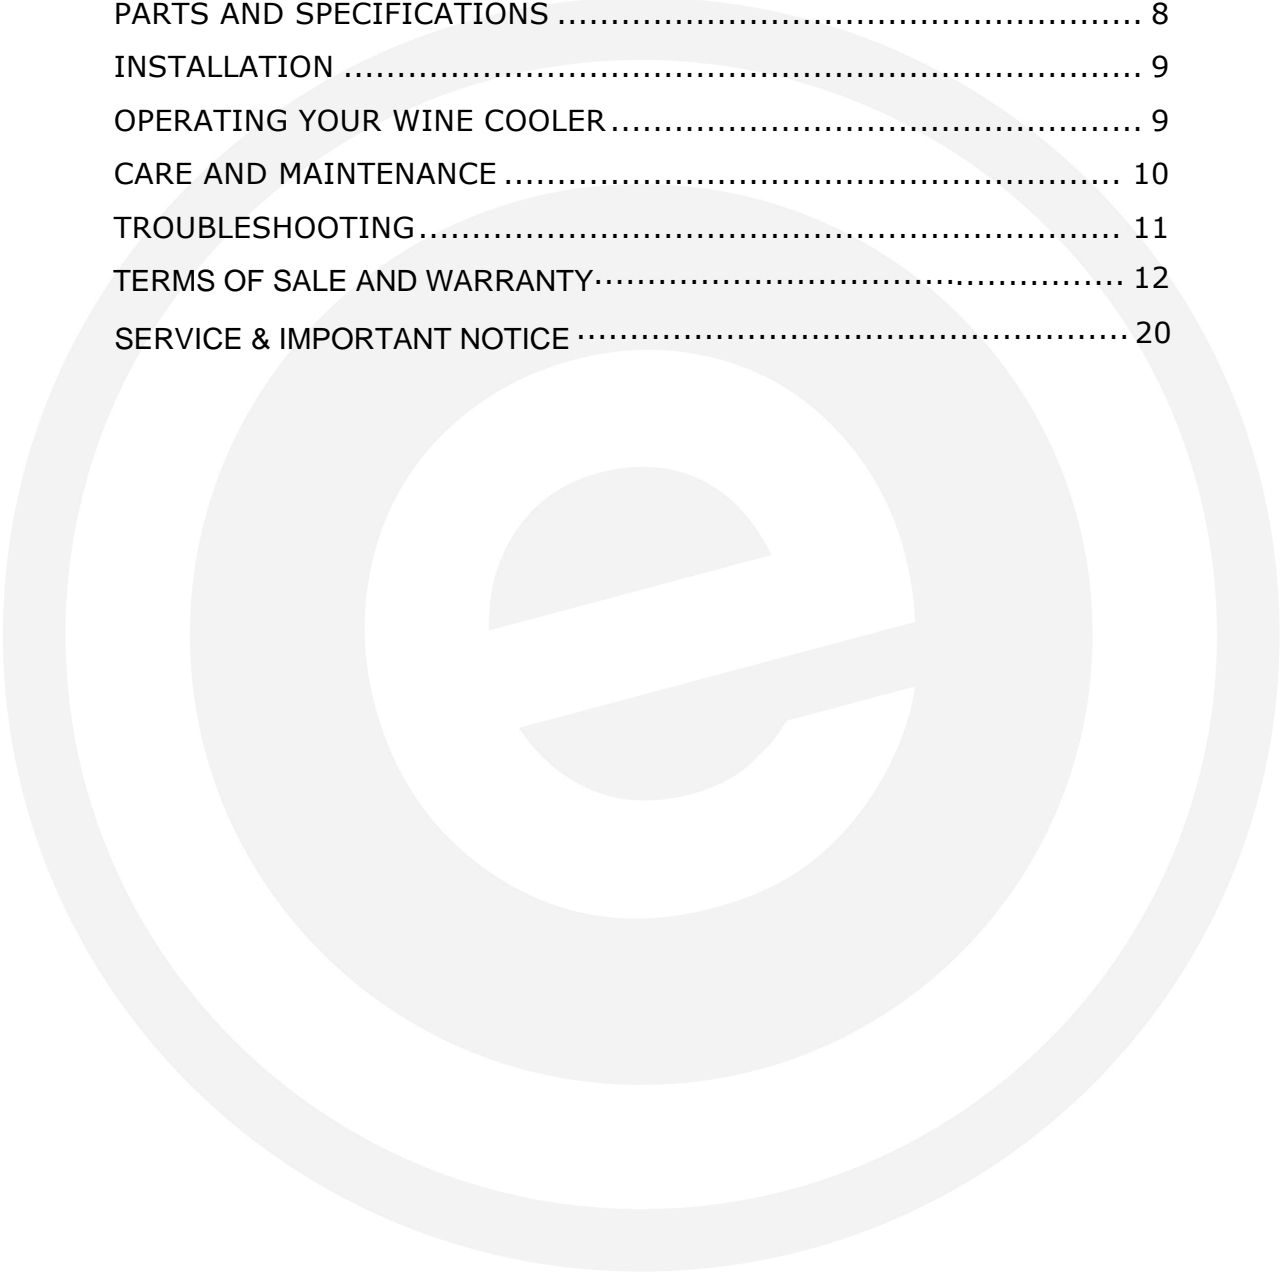 PARTS AND SPECIFICATIONS ........................................................ 8
INSTALLATION ............................................................................ 9
OPERATING YOUR WINE COOLER ................................................... 9
CARE AND MAINTENANCE ........................................................... 10
TROUBLESHOOTING ................................................................... 11
TERMS OF SALE AND WARRANTY ................................................... 12
SERVICE & IMPORTANT NOTICE ..................................................... 20
e